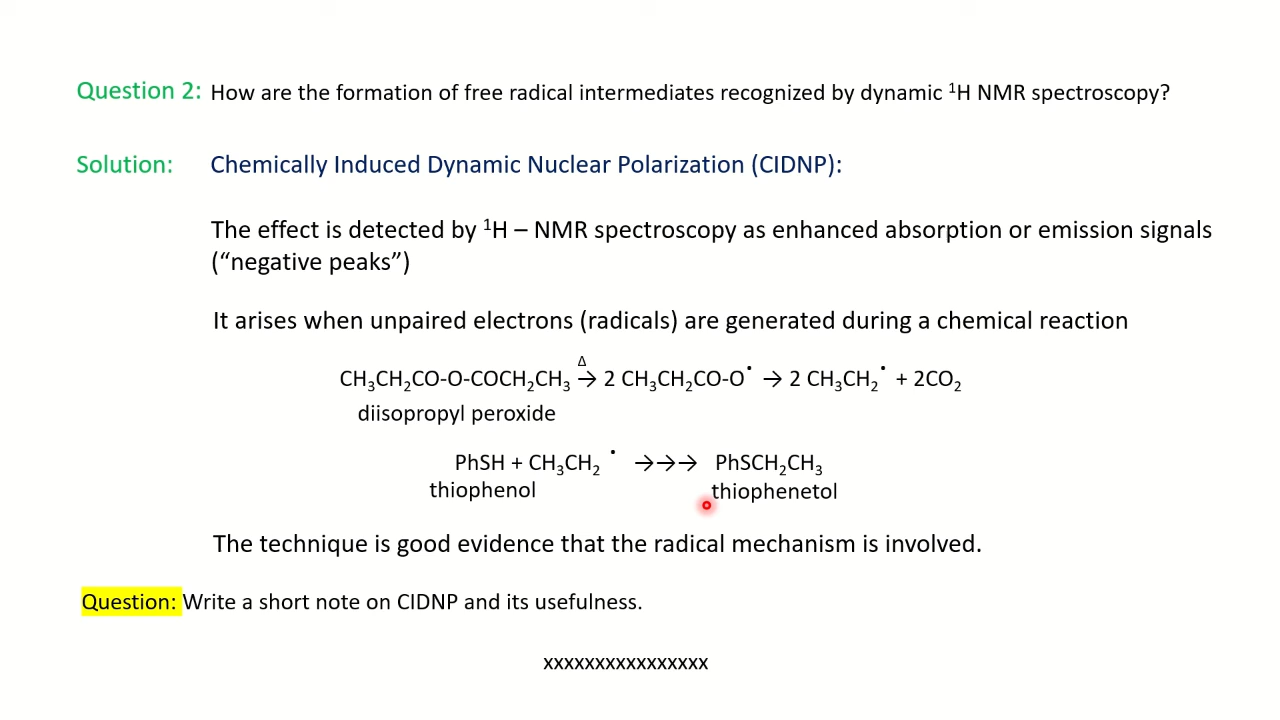 Question 2: How are the formation of free radical intermediates recognized by dynamic ¹H NMR spectroscopy?
Solution: Chemically Induced Dynamic Nuclear Polarization (CIDNP):
The effect is detected by ¹H – NMR spectroscopy as enhanced absorption or emission signals
(“negative peaks”)
It arises when unpaired electrons (radicals) are generated during a chemical reaction
Δ
CH₃CH₂CO-O-COCH₂CH₃ → 2 CH₃CH₂CO-O• → 2 CH₃CH₂• + 2CO₂
diisopropyl peroxide
PhSH + CH₃CH₂• →→→ PhSCH₂CH₃
thiophenol thiophenetol
The technique is good evidence that the radical mechanism is involved.
Question: Write a short note on CIDNP and its usefulness.
xxxxxxxxxxxxxxxx